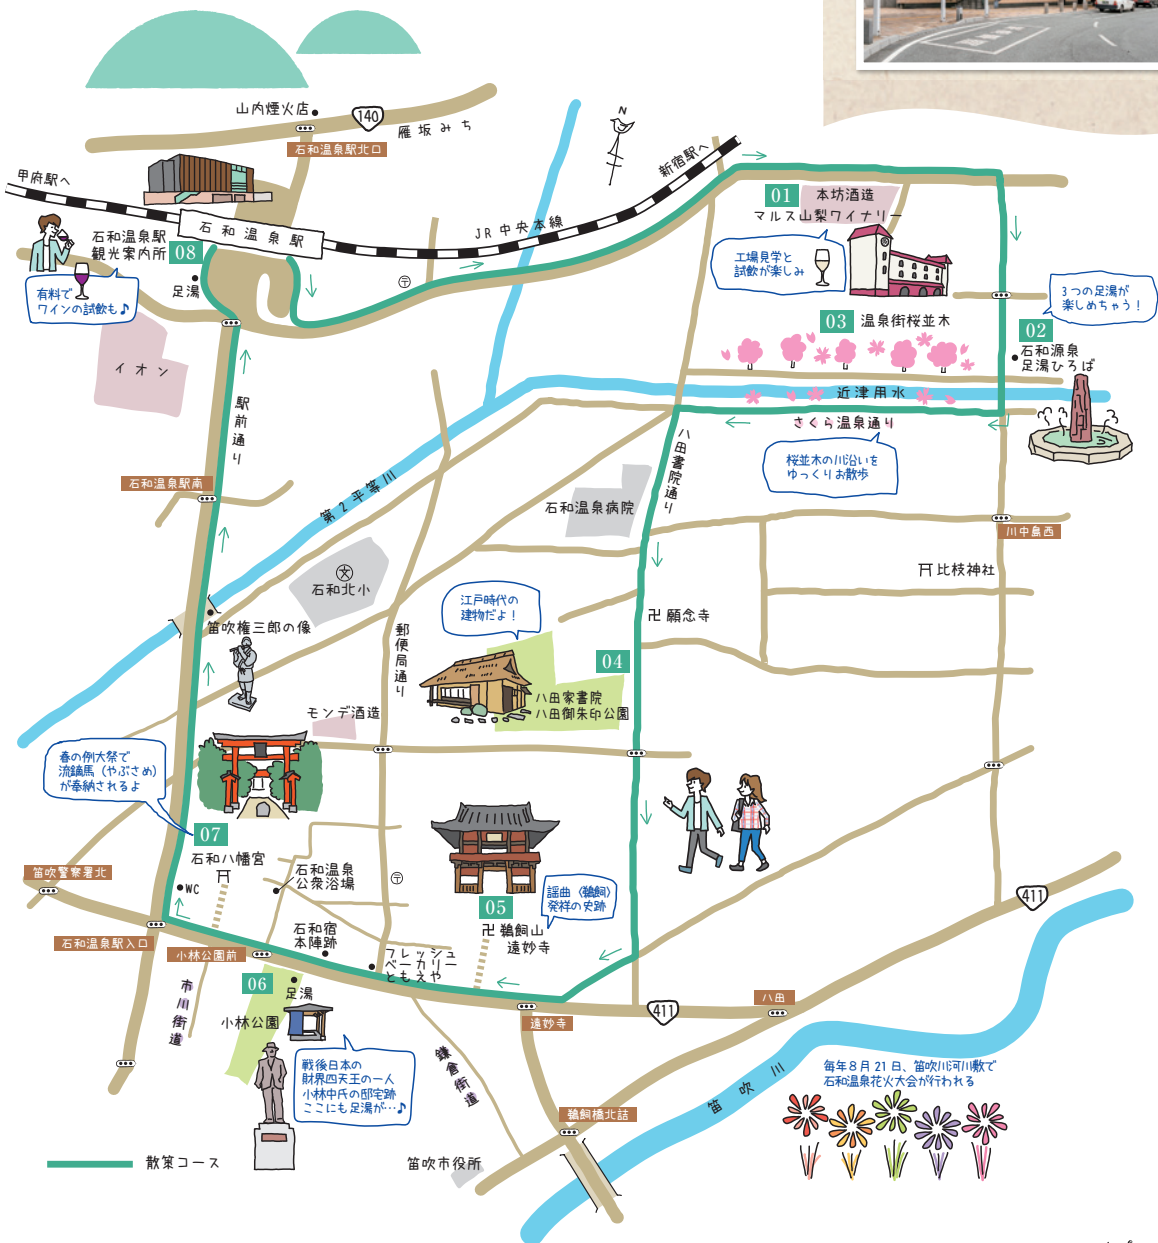 山内煙火店
140
雁坂みち
石和温泉駅北口
N
甲府駅へ
新宿駅へ
石和温泉駅
JR中央本線
石和温泉駅
観光案内所
08
足湯
有料で
ワインの試飲も♪
イオン
〒
01
本坊酒造
マルス山梨ワイナリー
工場見学と
試飲が楽しみ
3つの足湯が
楽しめちゃう!
02
石和源泉
足湯ひろば
03
温泉街桜並木
近津用水
さくら温泉通り
桜並木の川沿いを
ゆっくりお散歩
駅前通り
石和温泉駅南
第2平等川
八田書院通り
石和温泉病院
川中島西
比枝神社
文
石和北小
笛吹権三郎の像
江戸時代の
建物だよ!
郵便局通り
卍 願念寺
04
八田家書院
八田御朱印公園
モンデ酒造
春の例大祭で
流鏑馬(やぶさめ)
が奉納されるよ
07
石和八幡宮
WC
笛吹警察署北
石和温泉
公衆浴場
〒
石和宿
本陣跡
フレッシュ
ベーカリー
ともえや
05
卍 鵜飼山
遠妙寺
謡曲〈鵜飼〉
発祥の史跡
石和温泉駅入口
小林公園前
市川街道
06
足湯
小林公園
戦後日本の
財界四天王の一人
小林中氏の邸宅跡
ここにも足湯が…♪
遠妙寺
411
八田
411
鎌倉街道
鵜飼橋北詰
笛吹市役所
笛吹川
毎年8月21日、笛吹川河川敷で
石和温泉花火大会が行われる
散策コース